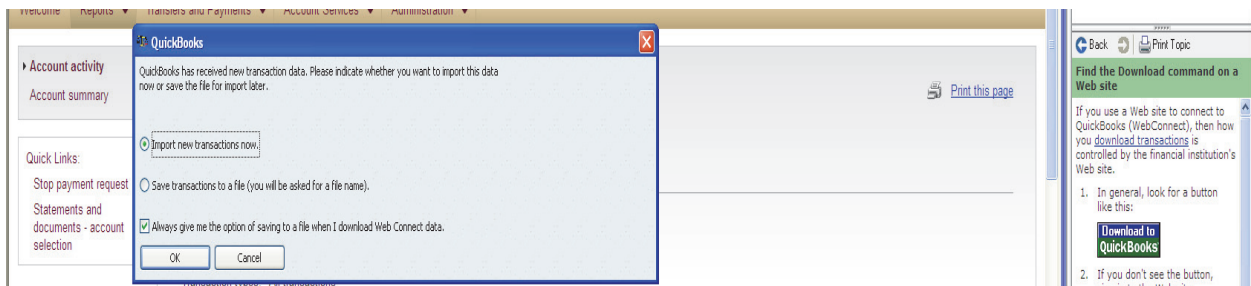 Welcome Reports Transfers and Payments Account Services Administration
QuickBooks
QuickBooks has received new transaction data. Please indicate whether you want to import this data
now or save the file for import later.
Import new transactions now.
Save transactions to a file (you will be asked for a file name).
Always give me the option of saving to a file when I download Web Connect data.
OK Cancel
Account activity
Account summary
Quick Links:
Stop payment request
Statements and
documents - account
selection
Print this page
Back Print Topic
Find the Download command on a
Web site
If you use a Web site to connect to
QuickBooks (WebConnect), then how
you download transactions is
controlled by the financial institution's
Web site.
1. In general, look for a button
like this:
Download to
QuickBooks
2. If you don't see the button,